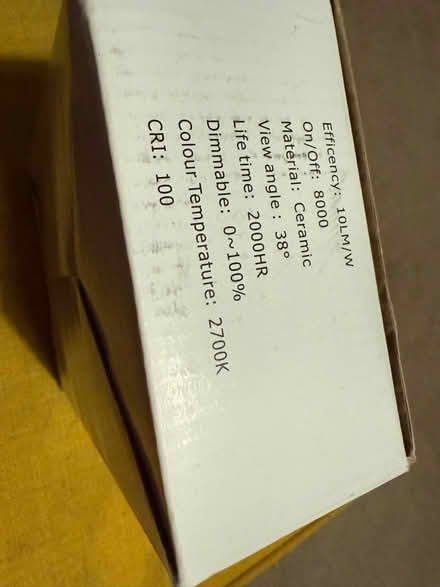 Efficency: 10LM/W
On/Off: 8000
Material: Ceramic
View angle : 38°
Life time: 2000HR
Dimmable: 0~100%
Colour Temperature: 2700K
CRI: 100